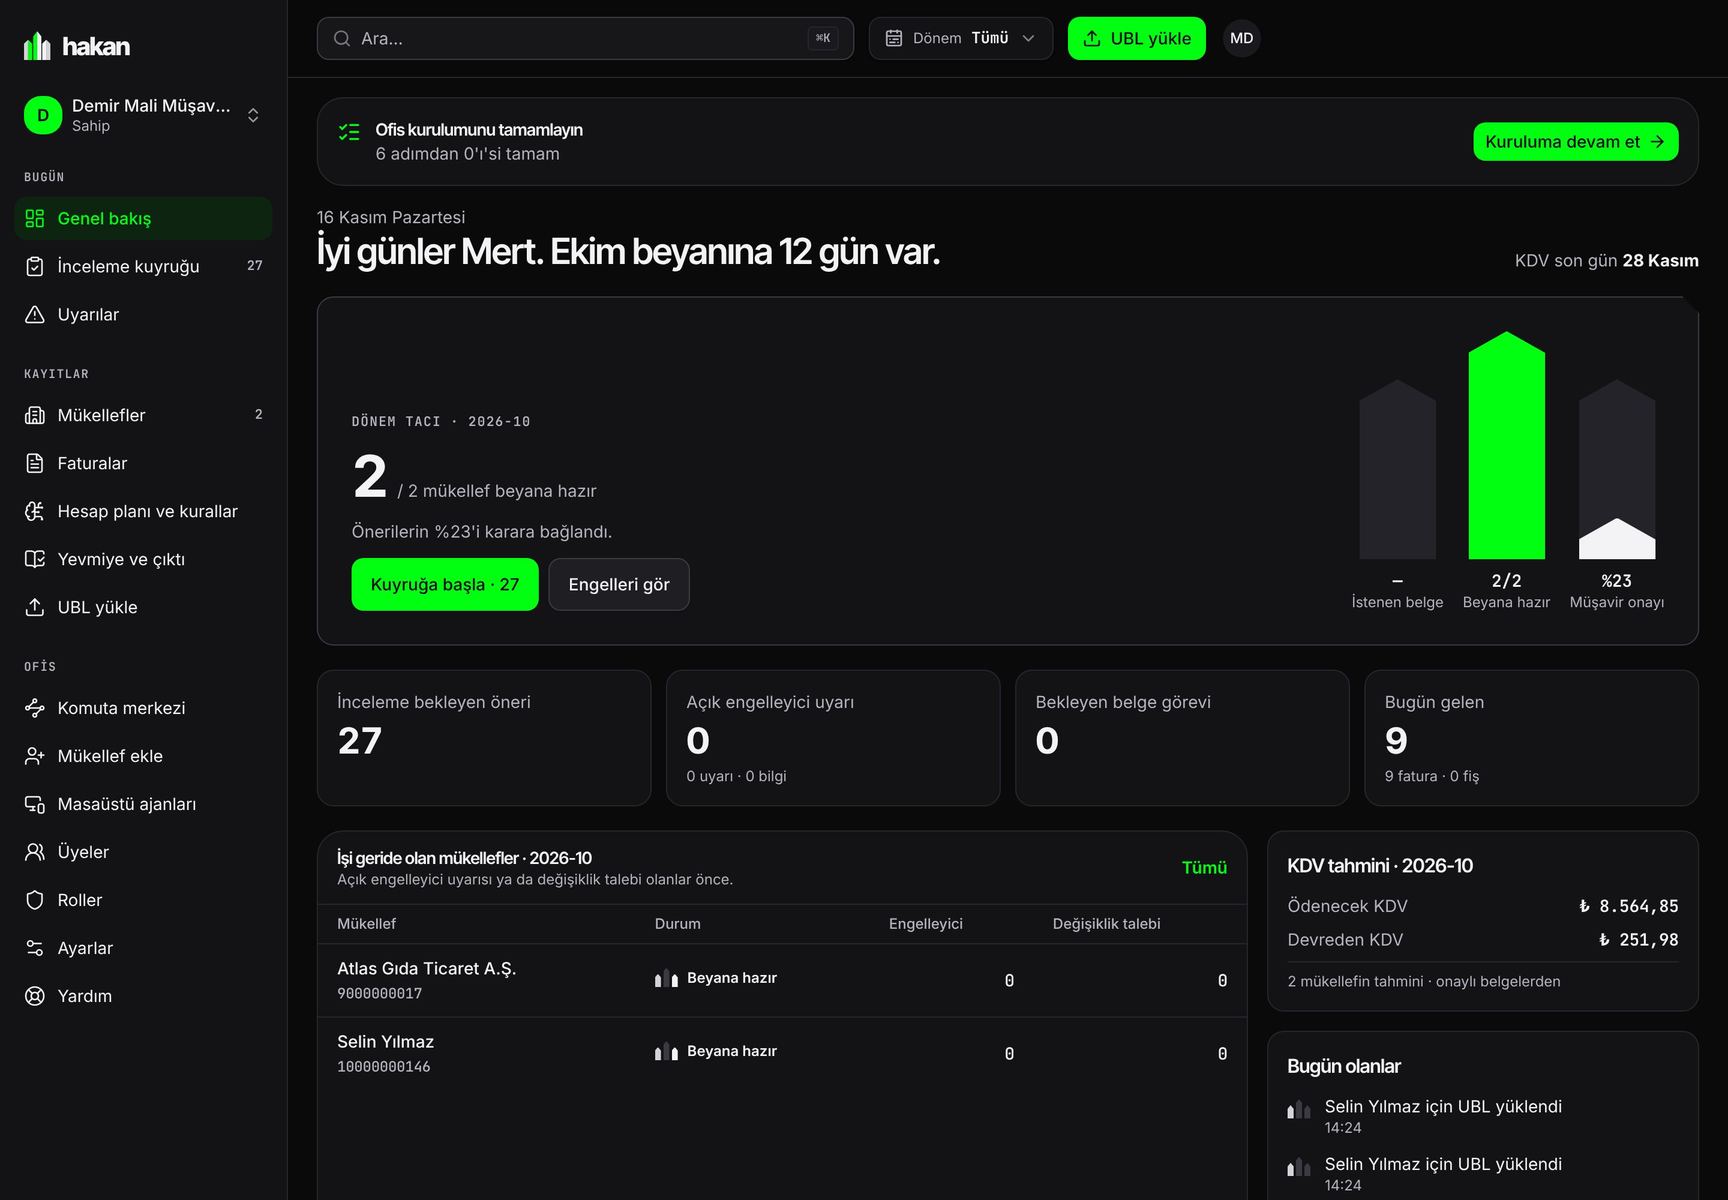 hakan
Demir Mali Müşav...
Sahip
D
BUGÜN
Genel bakış
İnceleme kuyruğu 27
Uyarılar
KAYITLAR
Mükellefler 2
Faturalar
Hesap planı ve kurallar
Yevmiye ve çıktı
UBL yükle
OFİS
Komuta merkezi
Mükellef ekle
Masaüstü ajanları
Üyeler
Roller
Ayarlar
Yardım
Ara... ⌘K
Dönem Tümü
UBL yükle
MD
Ofis kurulumunu tamamlayın
6 adımdan 0'ı'si tamam
Kuruluma devam et →
16 Kasım Pazartesi
İyi günler Mert. Ekim beyanına 12 gün var.
KDV son gün 28 Kasım
DÖNEM TACI · 2026-10
2 / 2 mükellef beyana hazır
Önerilerin %23'i karara bağlandı.
Kuyruğa başla · 27
Engelleri gör
– 2/2 %23
İstenen belge Beyana hazır Müşavir onayı
İnceleme bekleyen öneri
27
Açık engelleyici uyarı
0
0 uyarı · 0 bilgi
Bekleyen belge görevi
0
Bugün gelen
9
9 fatura · 0 fiş
İşi geride olan mükellefler · 2026-10
Açık engelleyici uyarısı ya da değişiklik talebi olanlar önce.
Tümü
Mükellef Durum Engelleyici Değişiklik talebi
Atlas Gıda Ticaret A.Ş.
9000000017
Beyana hazır 0 0
Selin Yılmaz
10000000146
Beyana hazır 0 0
KDV tahmini · 2026-10
Ödenecek KDV ₺ 8.564,85
Devreden KDV ₺ 251,98
2 mükellefin tahmini · onaylı belgelerden
Bugün olanlar
Selin Yılmaz için UBL yüklendi
14:24
Selin Yılmaz için UBL yüklendi
14:24